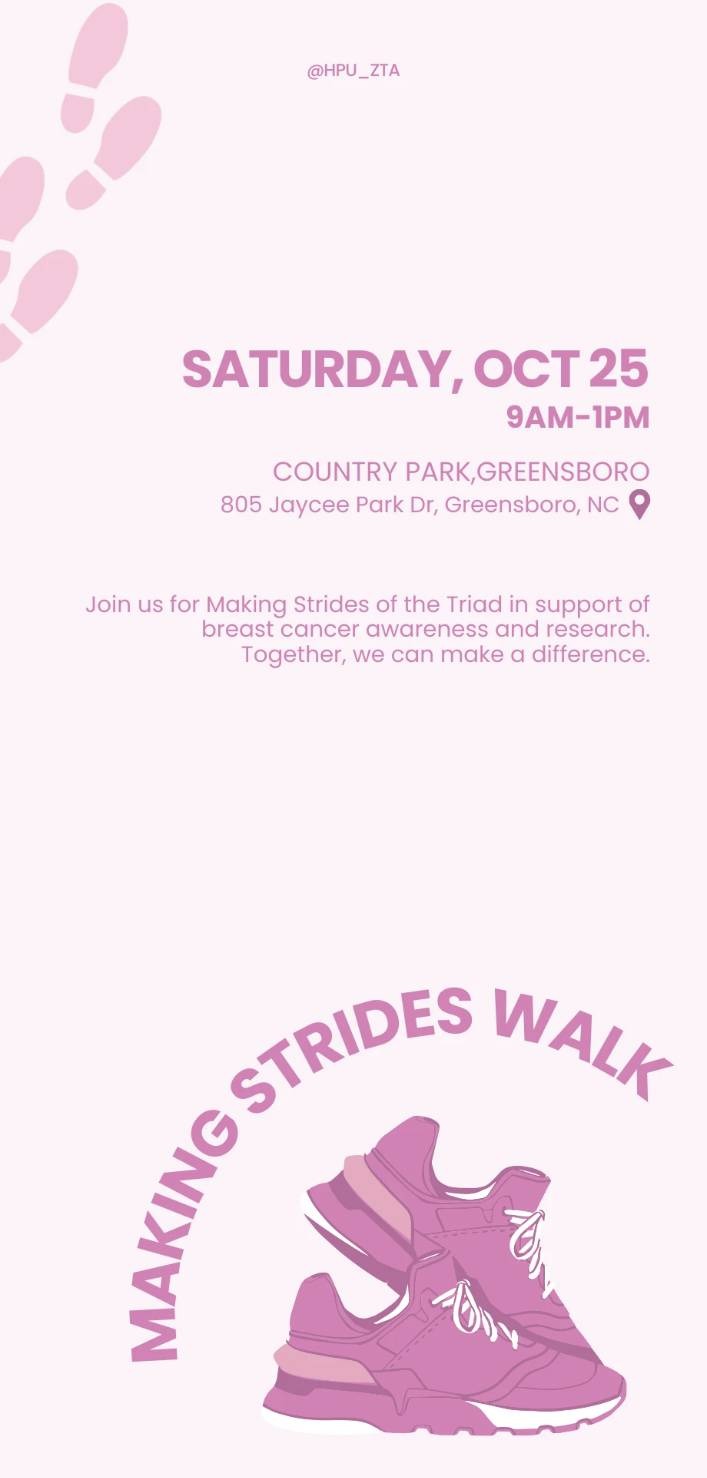 @HPU_ZTA
SATURDAY, OCT 25
9AM-1PM
COUNTRY PARK,GREENSBORO
805 Jaycee Park Dr, Greensboro, NC
Join us for Making Strides of the Triad in support of
breast cancer awareness and research.
Together, we can make a difference.
MAKING STRIDES WALK